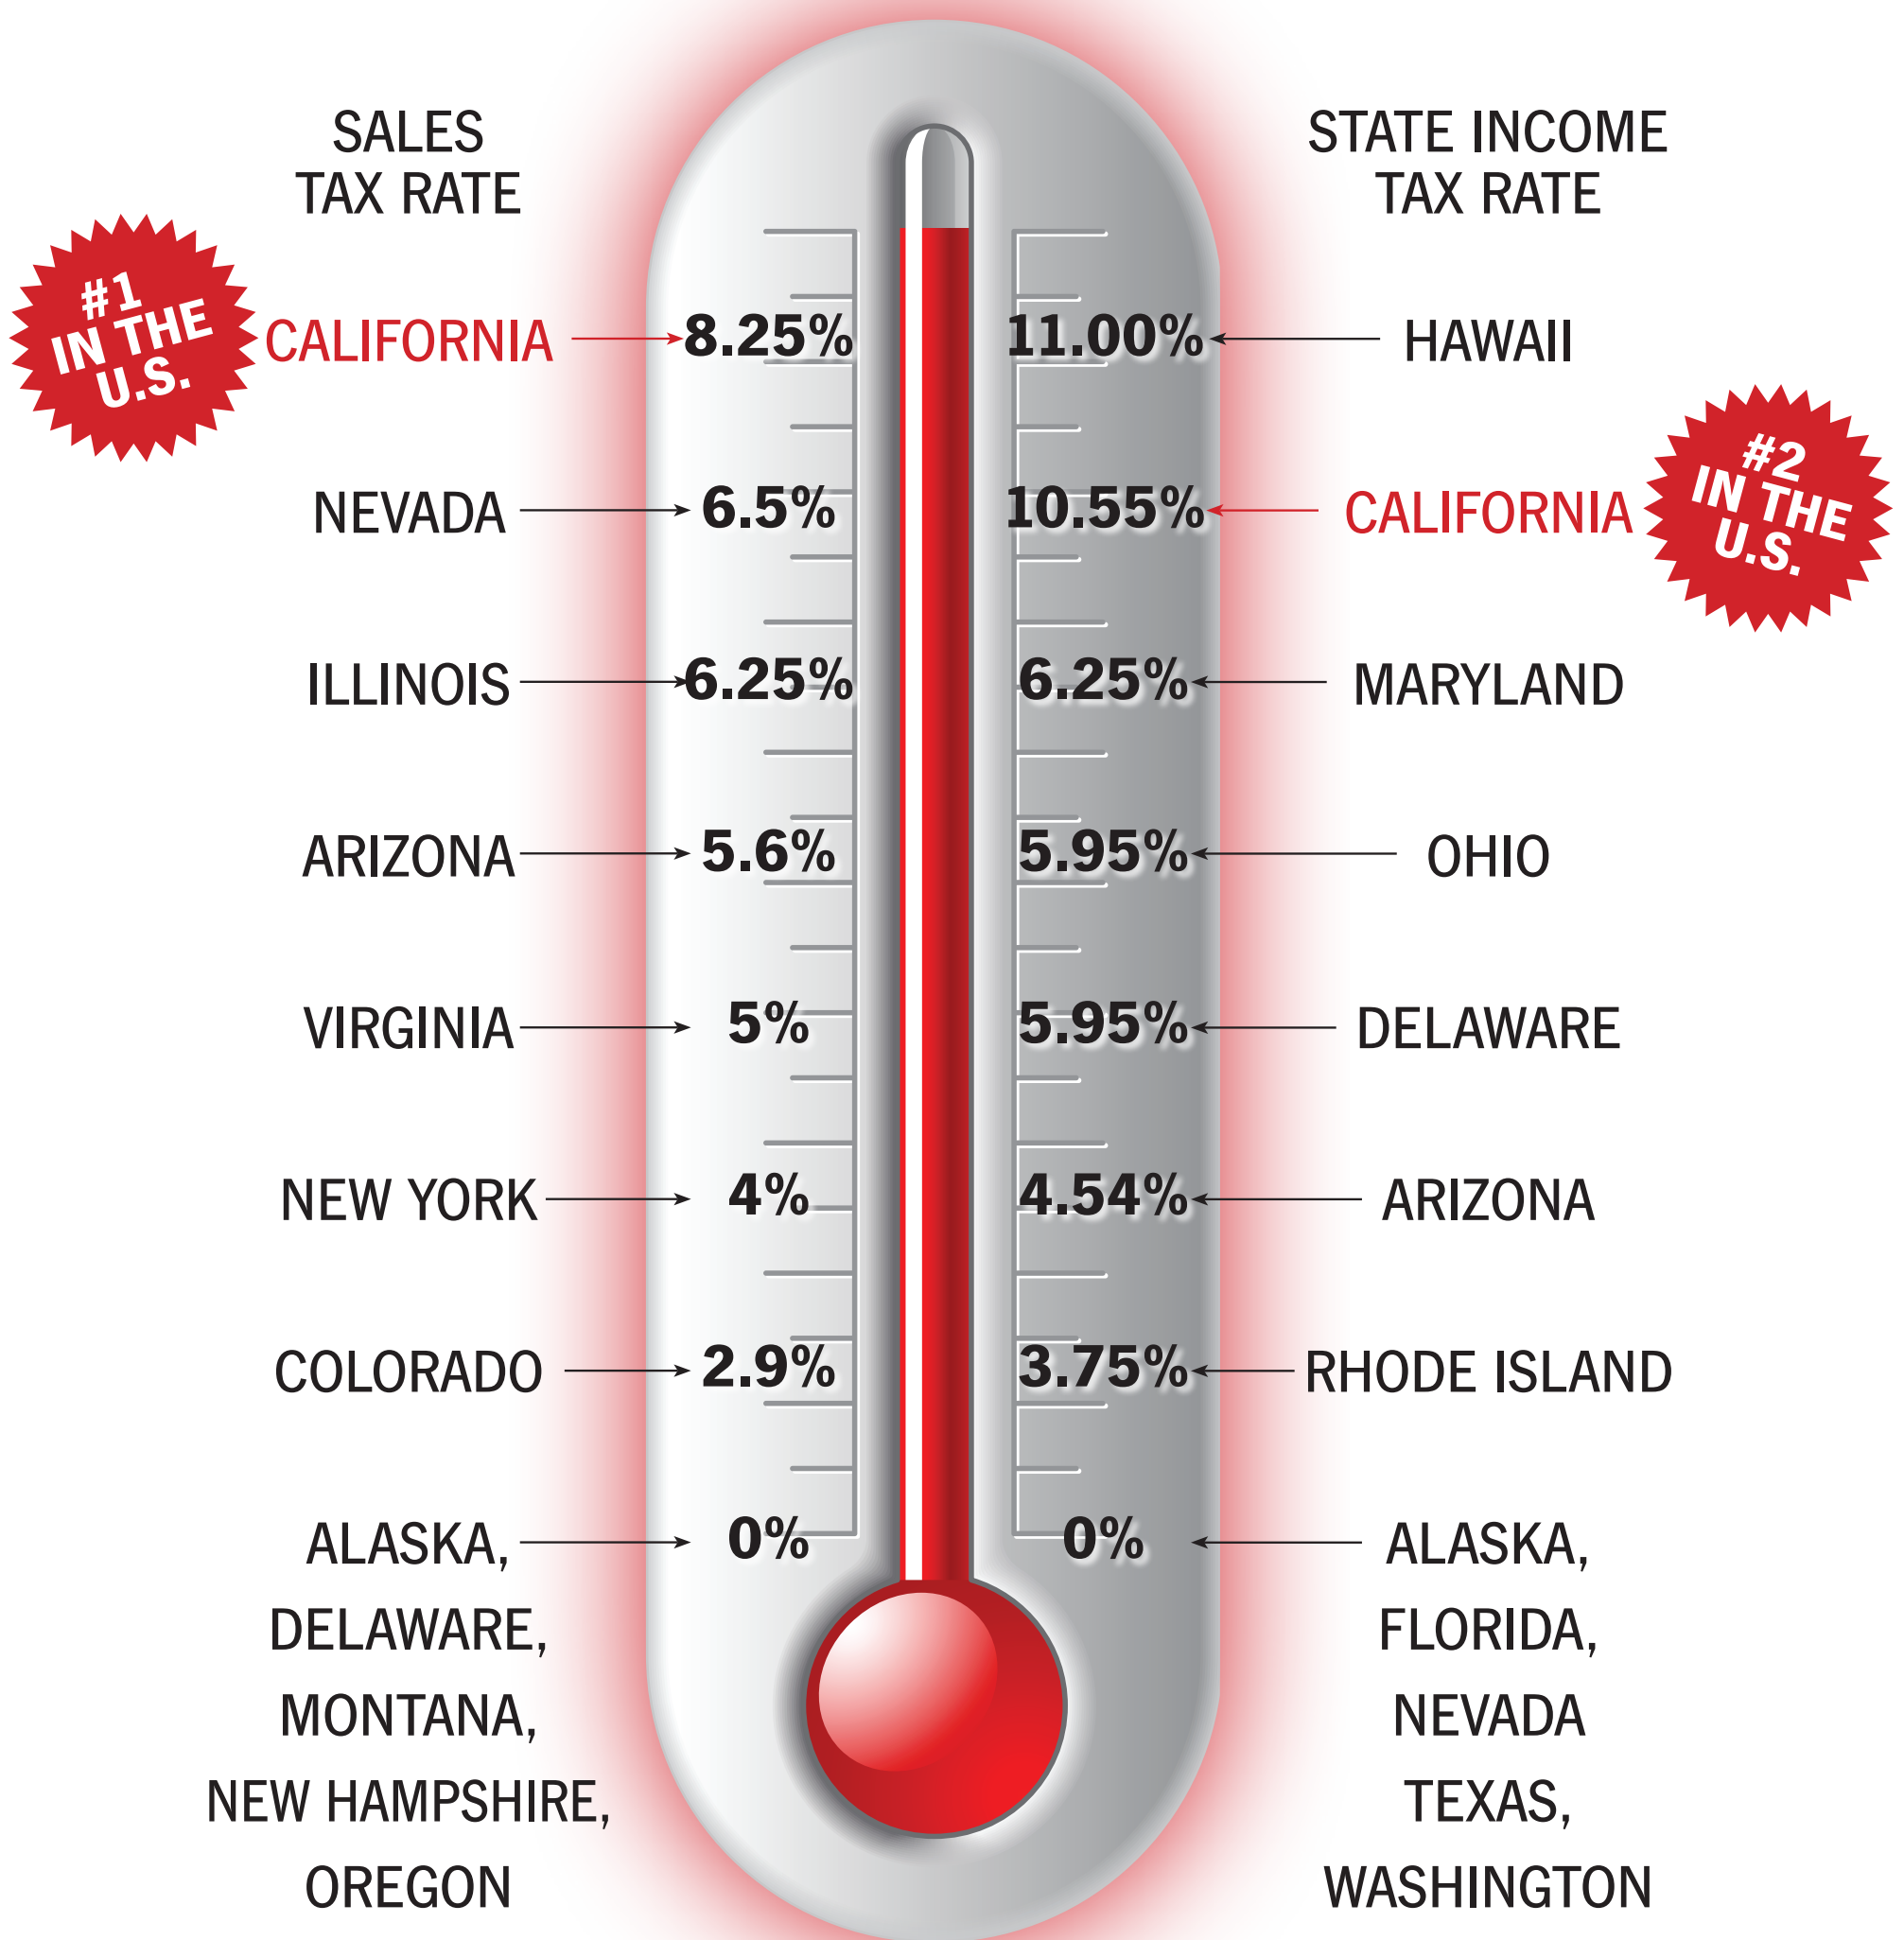 SALES
TAX RATE
#1
IN THE
U.S.
CALIFORNIA
8.25%
NEVADA
6.5%
ILLINOIS
6.25%
ARIZONA
5.6%
VIRGINIA
5%
NEW YORK
4%
COLORADO
2.9%
ALASKA,
0%
DELAWARE,
MONTANA,
NEW HAMPSHIRE,
OREGON
STATE INCOME
TAX RATE
11.00%
HAWAII
10.55%
CALIFORNIA
#2
IN THE
U.S.
6.25%
MARYLAND
5.95%
OHIO
5.95%
DELAWARE
4.54%
ARIZONA
3.75%
RHODE ISLAND
0%
ALASKA,
FLORIDA,
NEVADA
TEXAS,
WASHINGTON